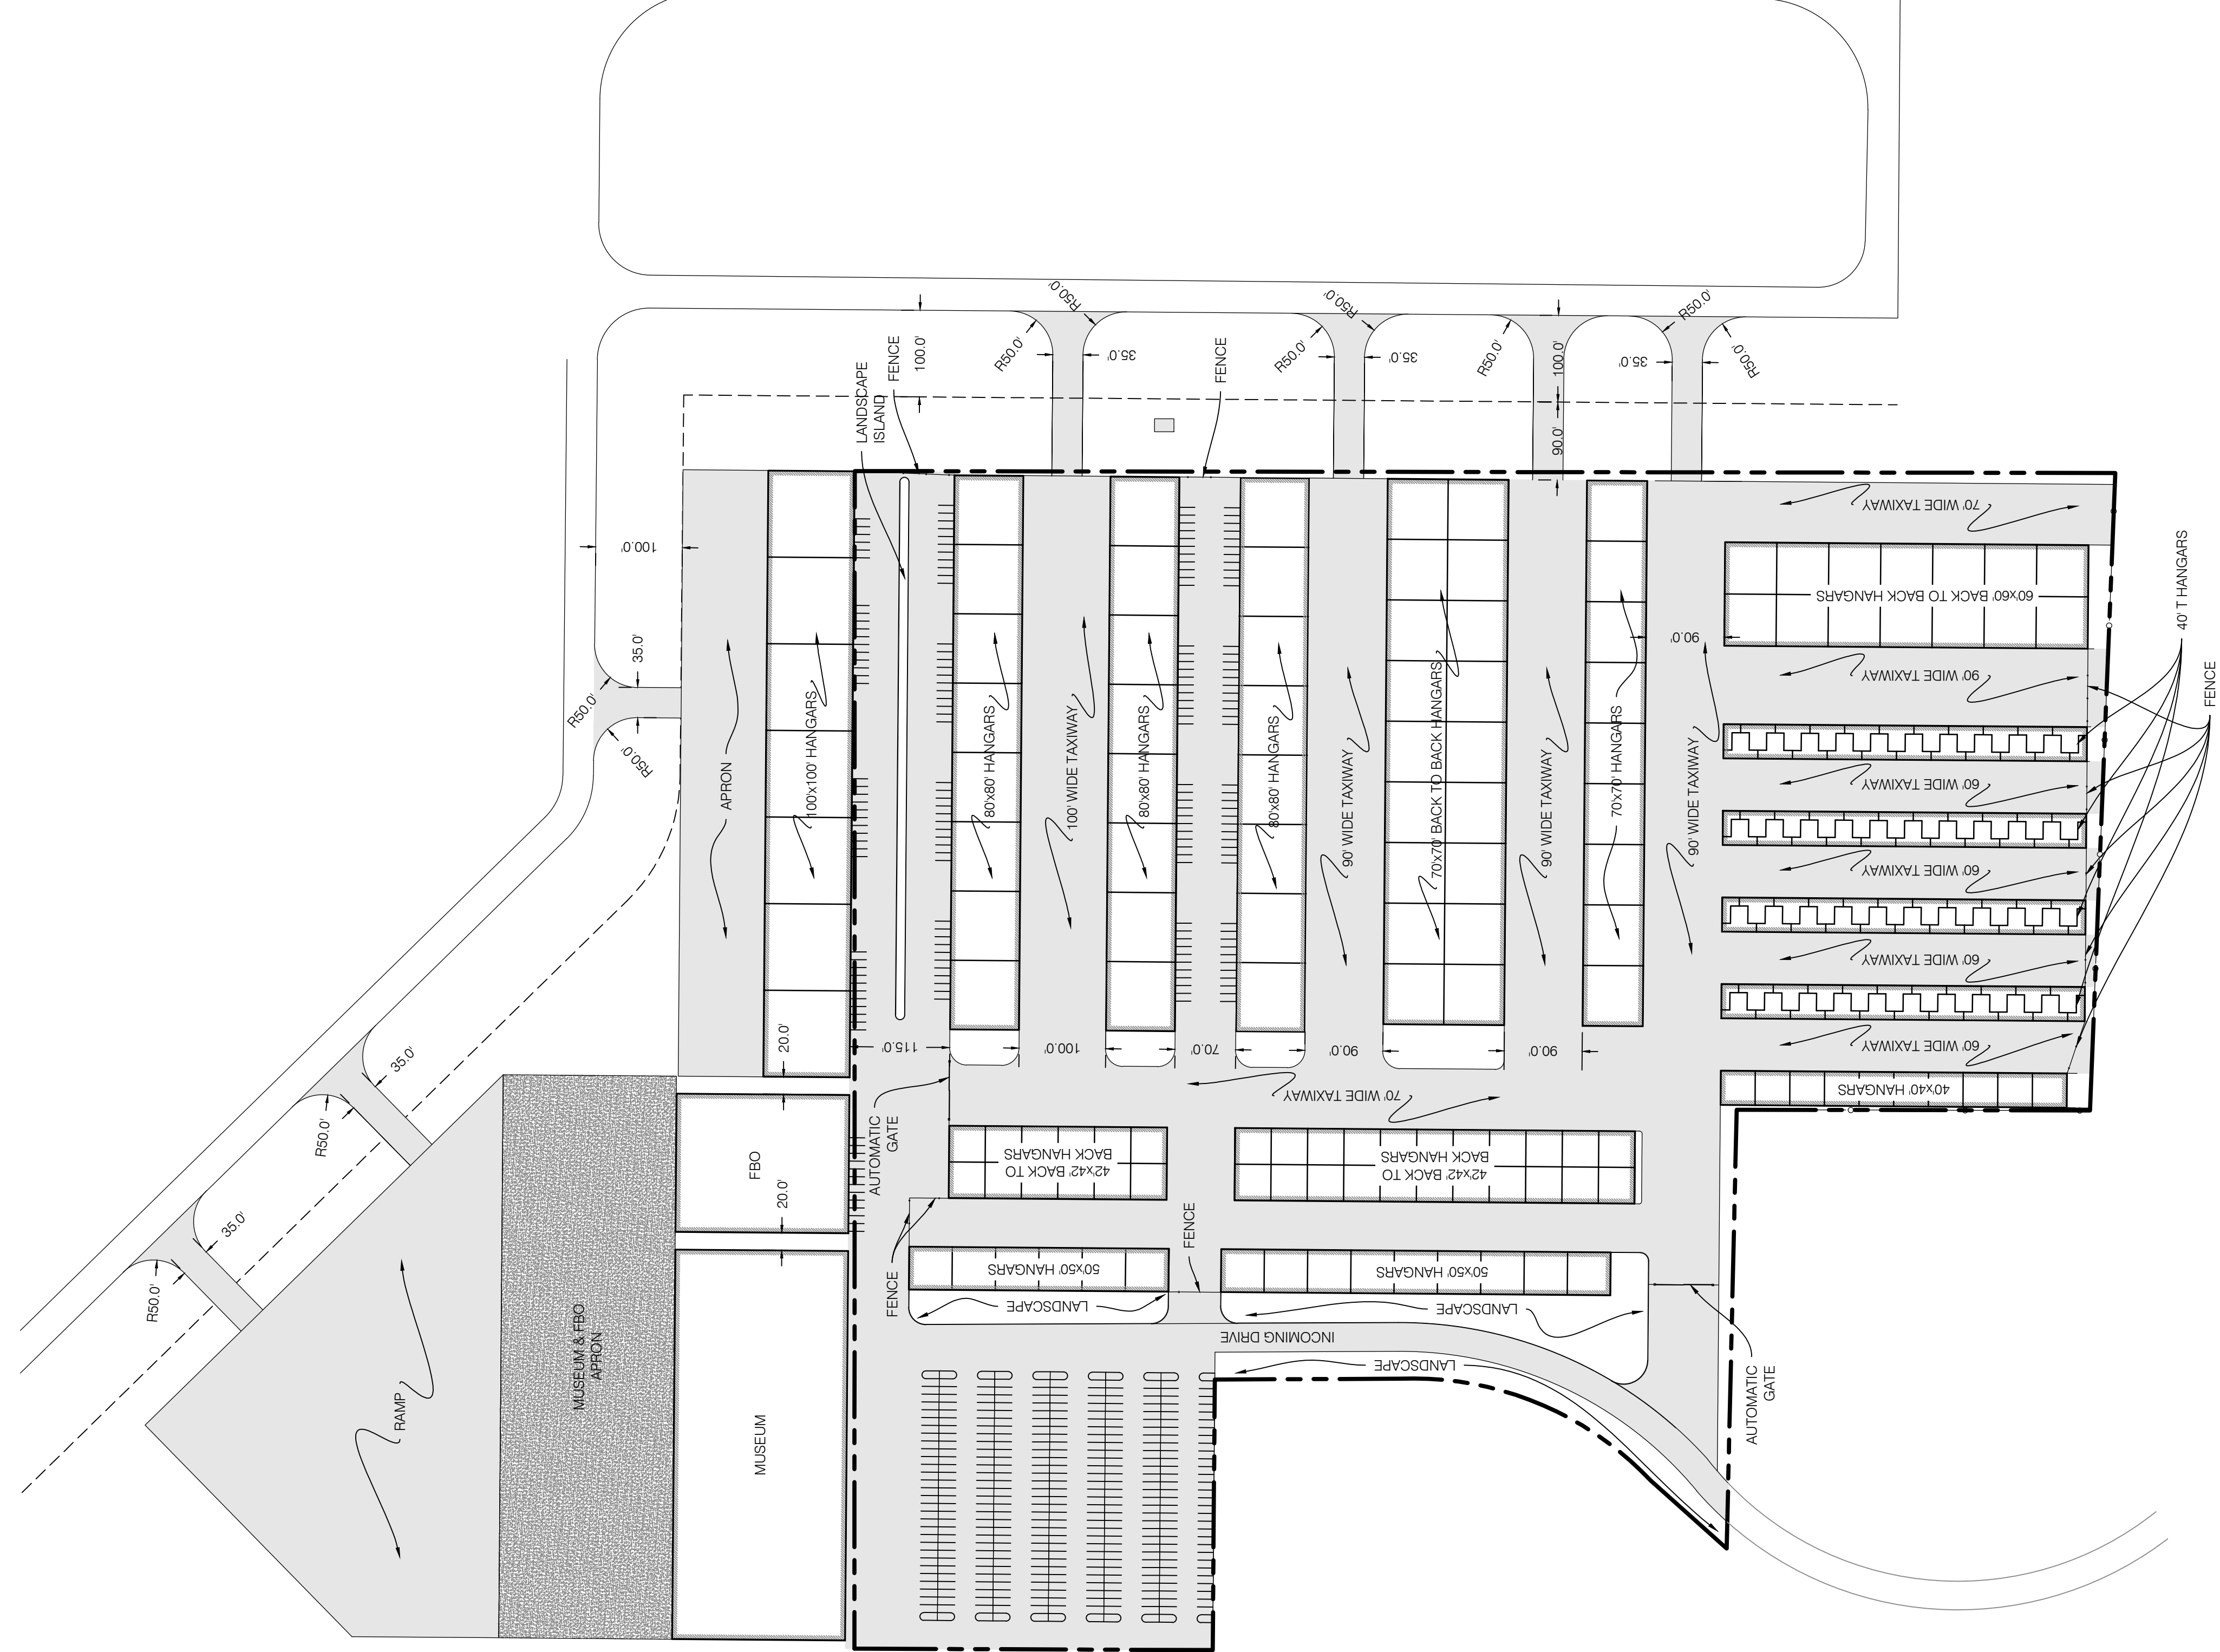 R50.0'
R50.0'
R50.0'
FENCE
100.0'
R50.0'
35.0'
FENCE
R50.0'
35.0'
R50.0'
100.0'
35.0'
R50.0'
LANDSCAPE
ISLAND
90.0'
70' WIDE TAXIWAY
100.0'
40' T HANGARS
60'x60' BACK TO BACK HANGARS
35.0'
90.0'
FENCE
R50.0'
R50.0'
90' WIDE TAXIWAY
APRON
100'x100' HANGARS
80'x80' HANGARS
100' WIDE TAXIWAY
80'x80' HANGARS
80'x80' HANGARS
90' WIDE TAXIWAY
70'x70' BACK TO BACK HANGARS
90' WIDE TAXIWAY
70'x70' HANGARS
90' WIDE TAXIWAY
60' WIDE TAXIWAY
60' WIDE TAXIWAY
60' WIDE TAXIWAY
60' WIDE TAXIWAY
20.0'
115.0'
100.0'
70.0'
90.0'
90.0'
35.0'
R50.0'
70' WIDE TAXIWAY
40'x40' HANGARS
AUTOMATIC
GATE
FBO
20.0'
42'x42' BACK TO
BACK HANGARS
42'x42' BACK TO
BACK HANGARS
35.0'
R50.0'
FENCE
FENCE
50'x50' HANGARS
50'x50' HANGARS
LANDSCAPE
LANDSCAPE
INCOMING DRIVE
LANDSCAPE
MUSEUM & FBO
APRON
RAMP
MUSEUM
AUTOMATIC
GATE